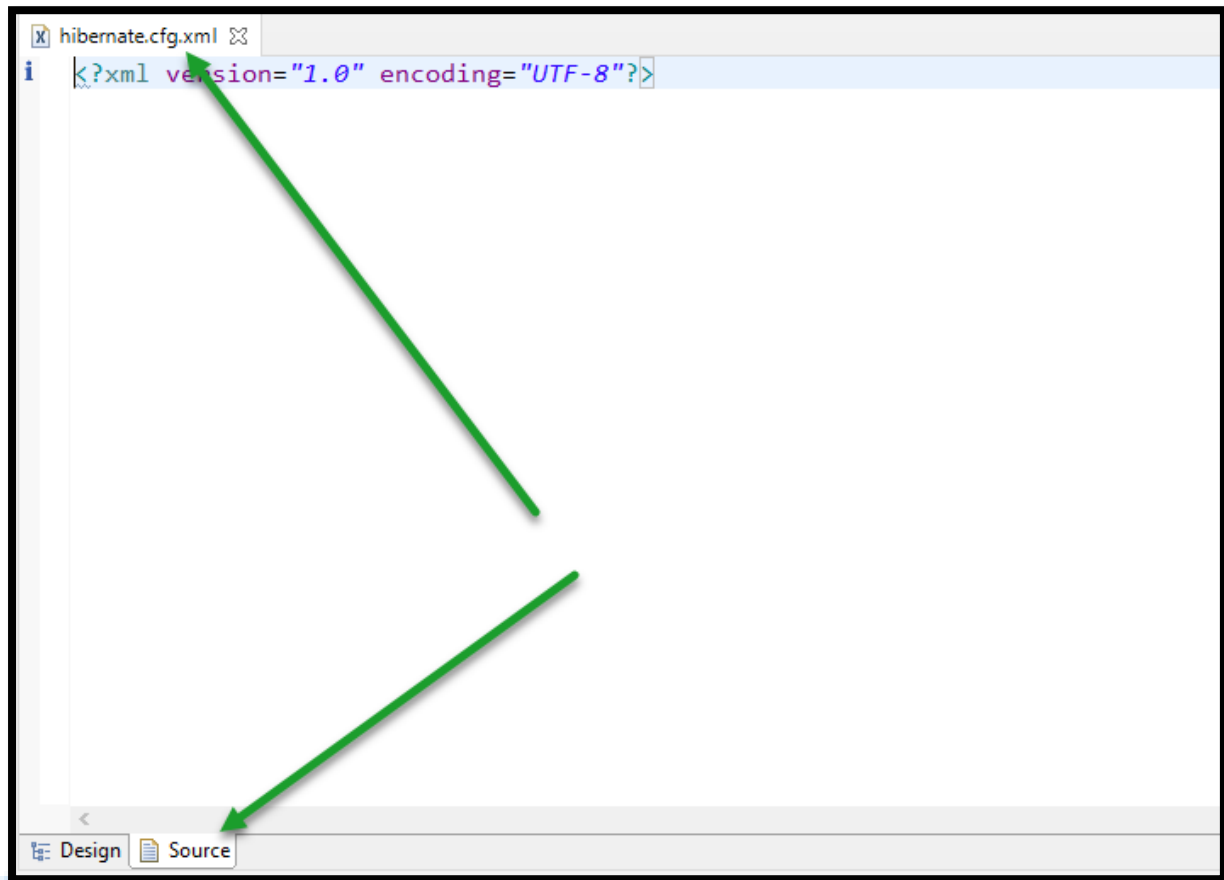 hibernate.cfg.xml
<?xml version="1.0" encoding="UTF-8"?>
Design Source